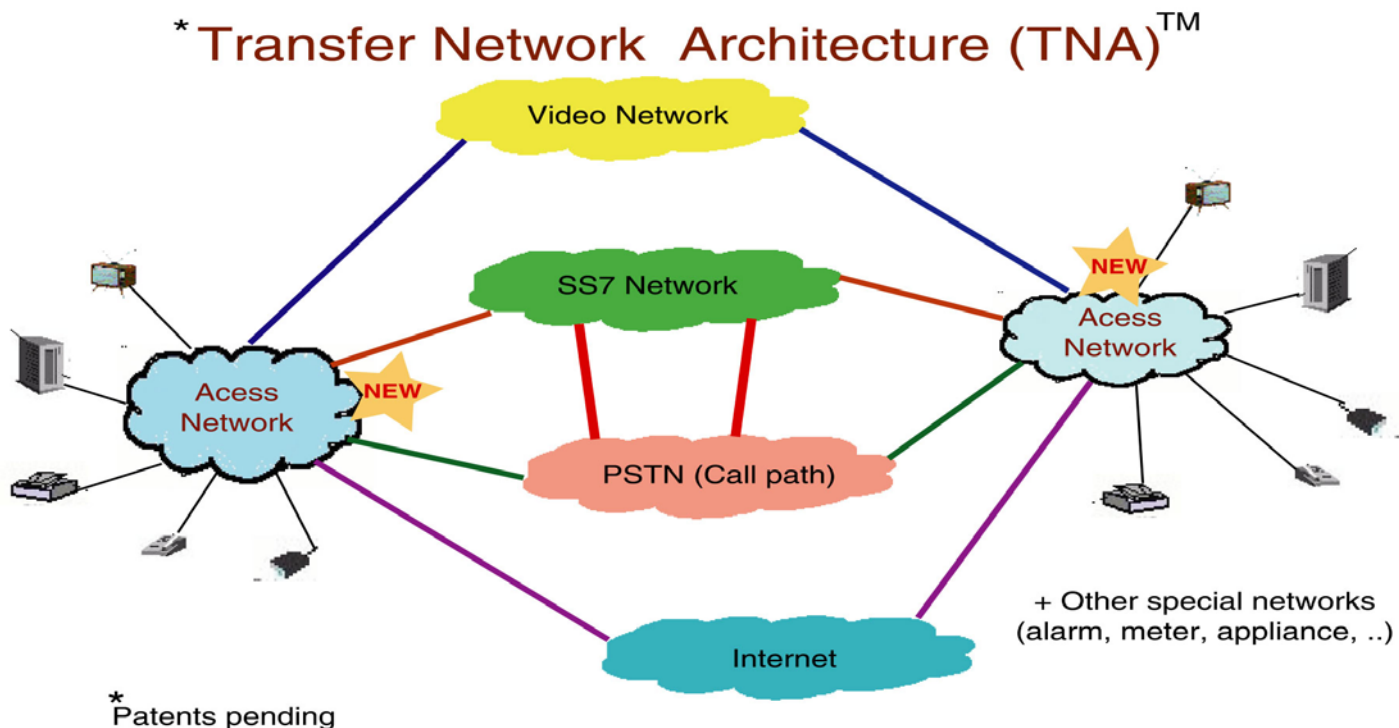 * Transfer Network Architecture (TNA)™
Video Network
NEW
SS7 Network
Acess
Network
Acess
Network
NEW
PSTN (Call path)
+ Other special networks
(alarm, meter, appliance, ..)
Internet
*
Patents pending